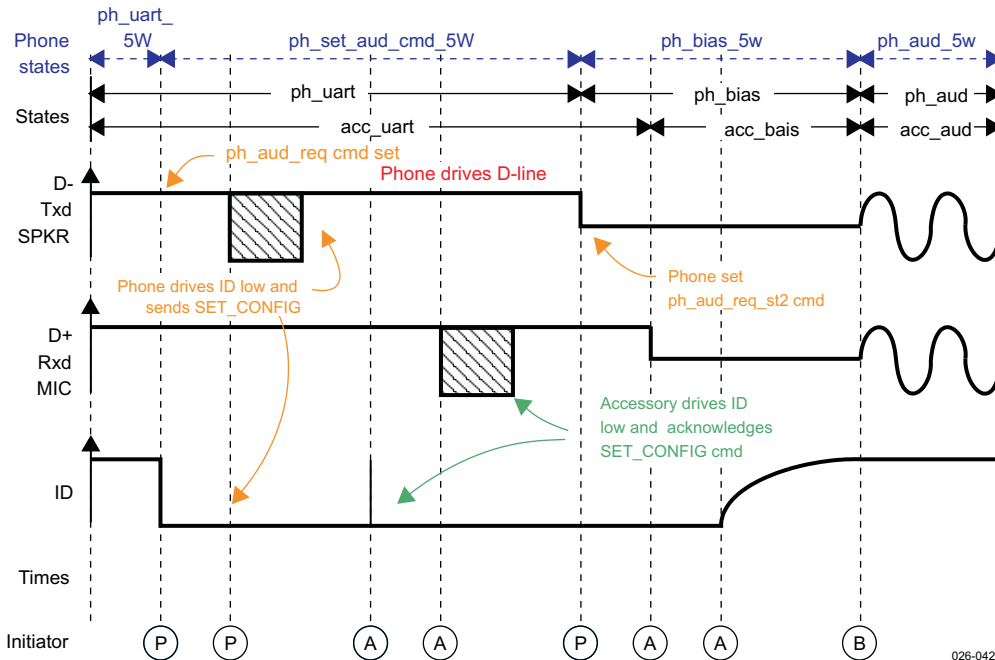 ph_uart_
5W
Phone
states
ph_set_aud_cmd_5W
ph_bias_5w
ph_aud_5w
States
ph_uart
ph_bias
ph_aud
acc_uart
acc_bais
acc_aud
ph_aud_req cmd set
Phone drives D-line
D-
Txd
SPKR
Phone drives ID low and
sends SET_CONFIG
Phone set
ph_aud_req_st2 cmd
D+
Rxd
MIC
Accessory drives ID
low and acknowledges
SET_CONFIG cmd
ID
Times
Initiator
P
P
A
A
P
A
A
B
026-042